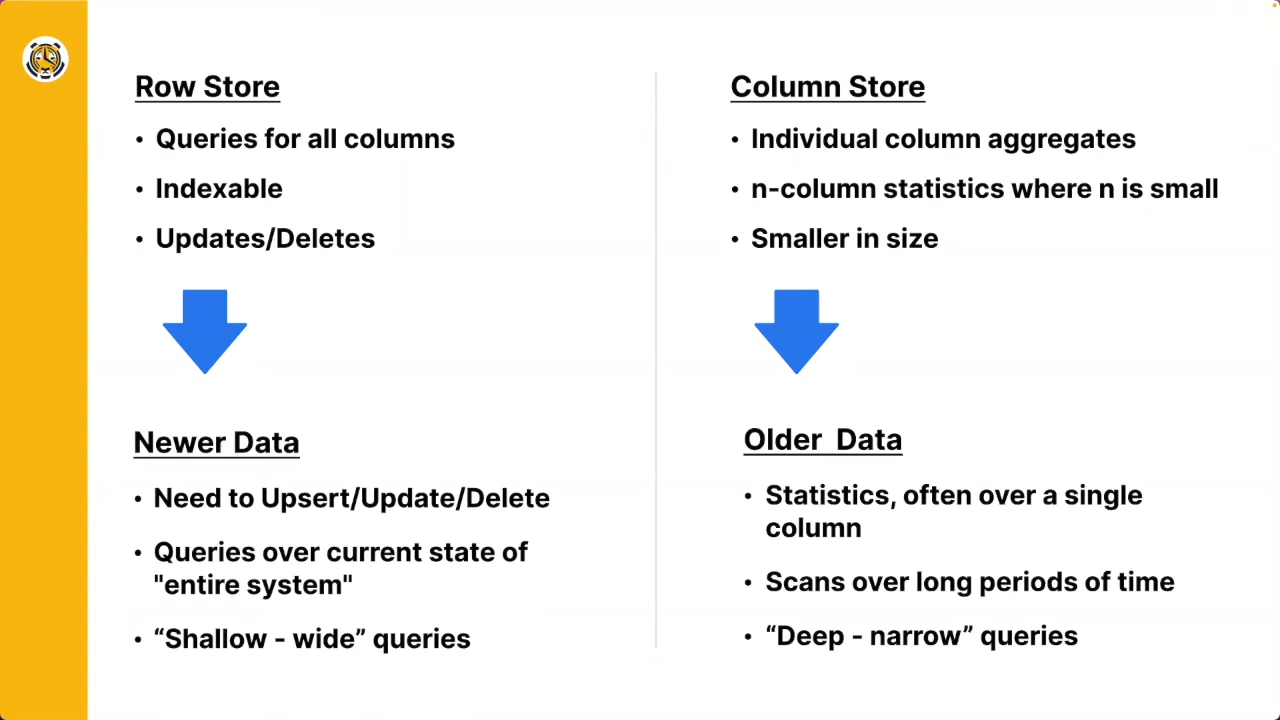 Row Store
• Queries for all columns
• Indexable
• Updates/Deletes
Newer Data
• Need to Upsert/Update/Delete
• Queries over current state of
"entire system"
• “Shallow - wide” queries
Column Store
• Individual column aggregates
• n-column statistics where n is small
• Smaller in size
Older Data
• Statistics, often over a single
column
• Scans over long periods of time
• “Deep - narrow” queries